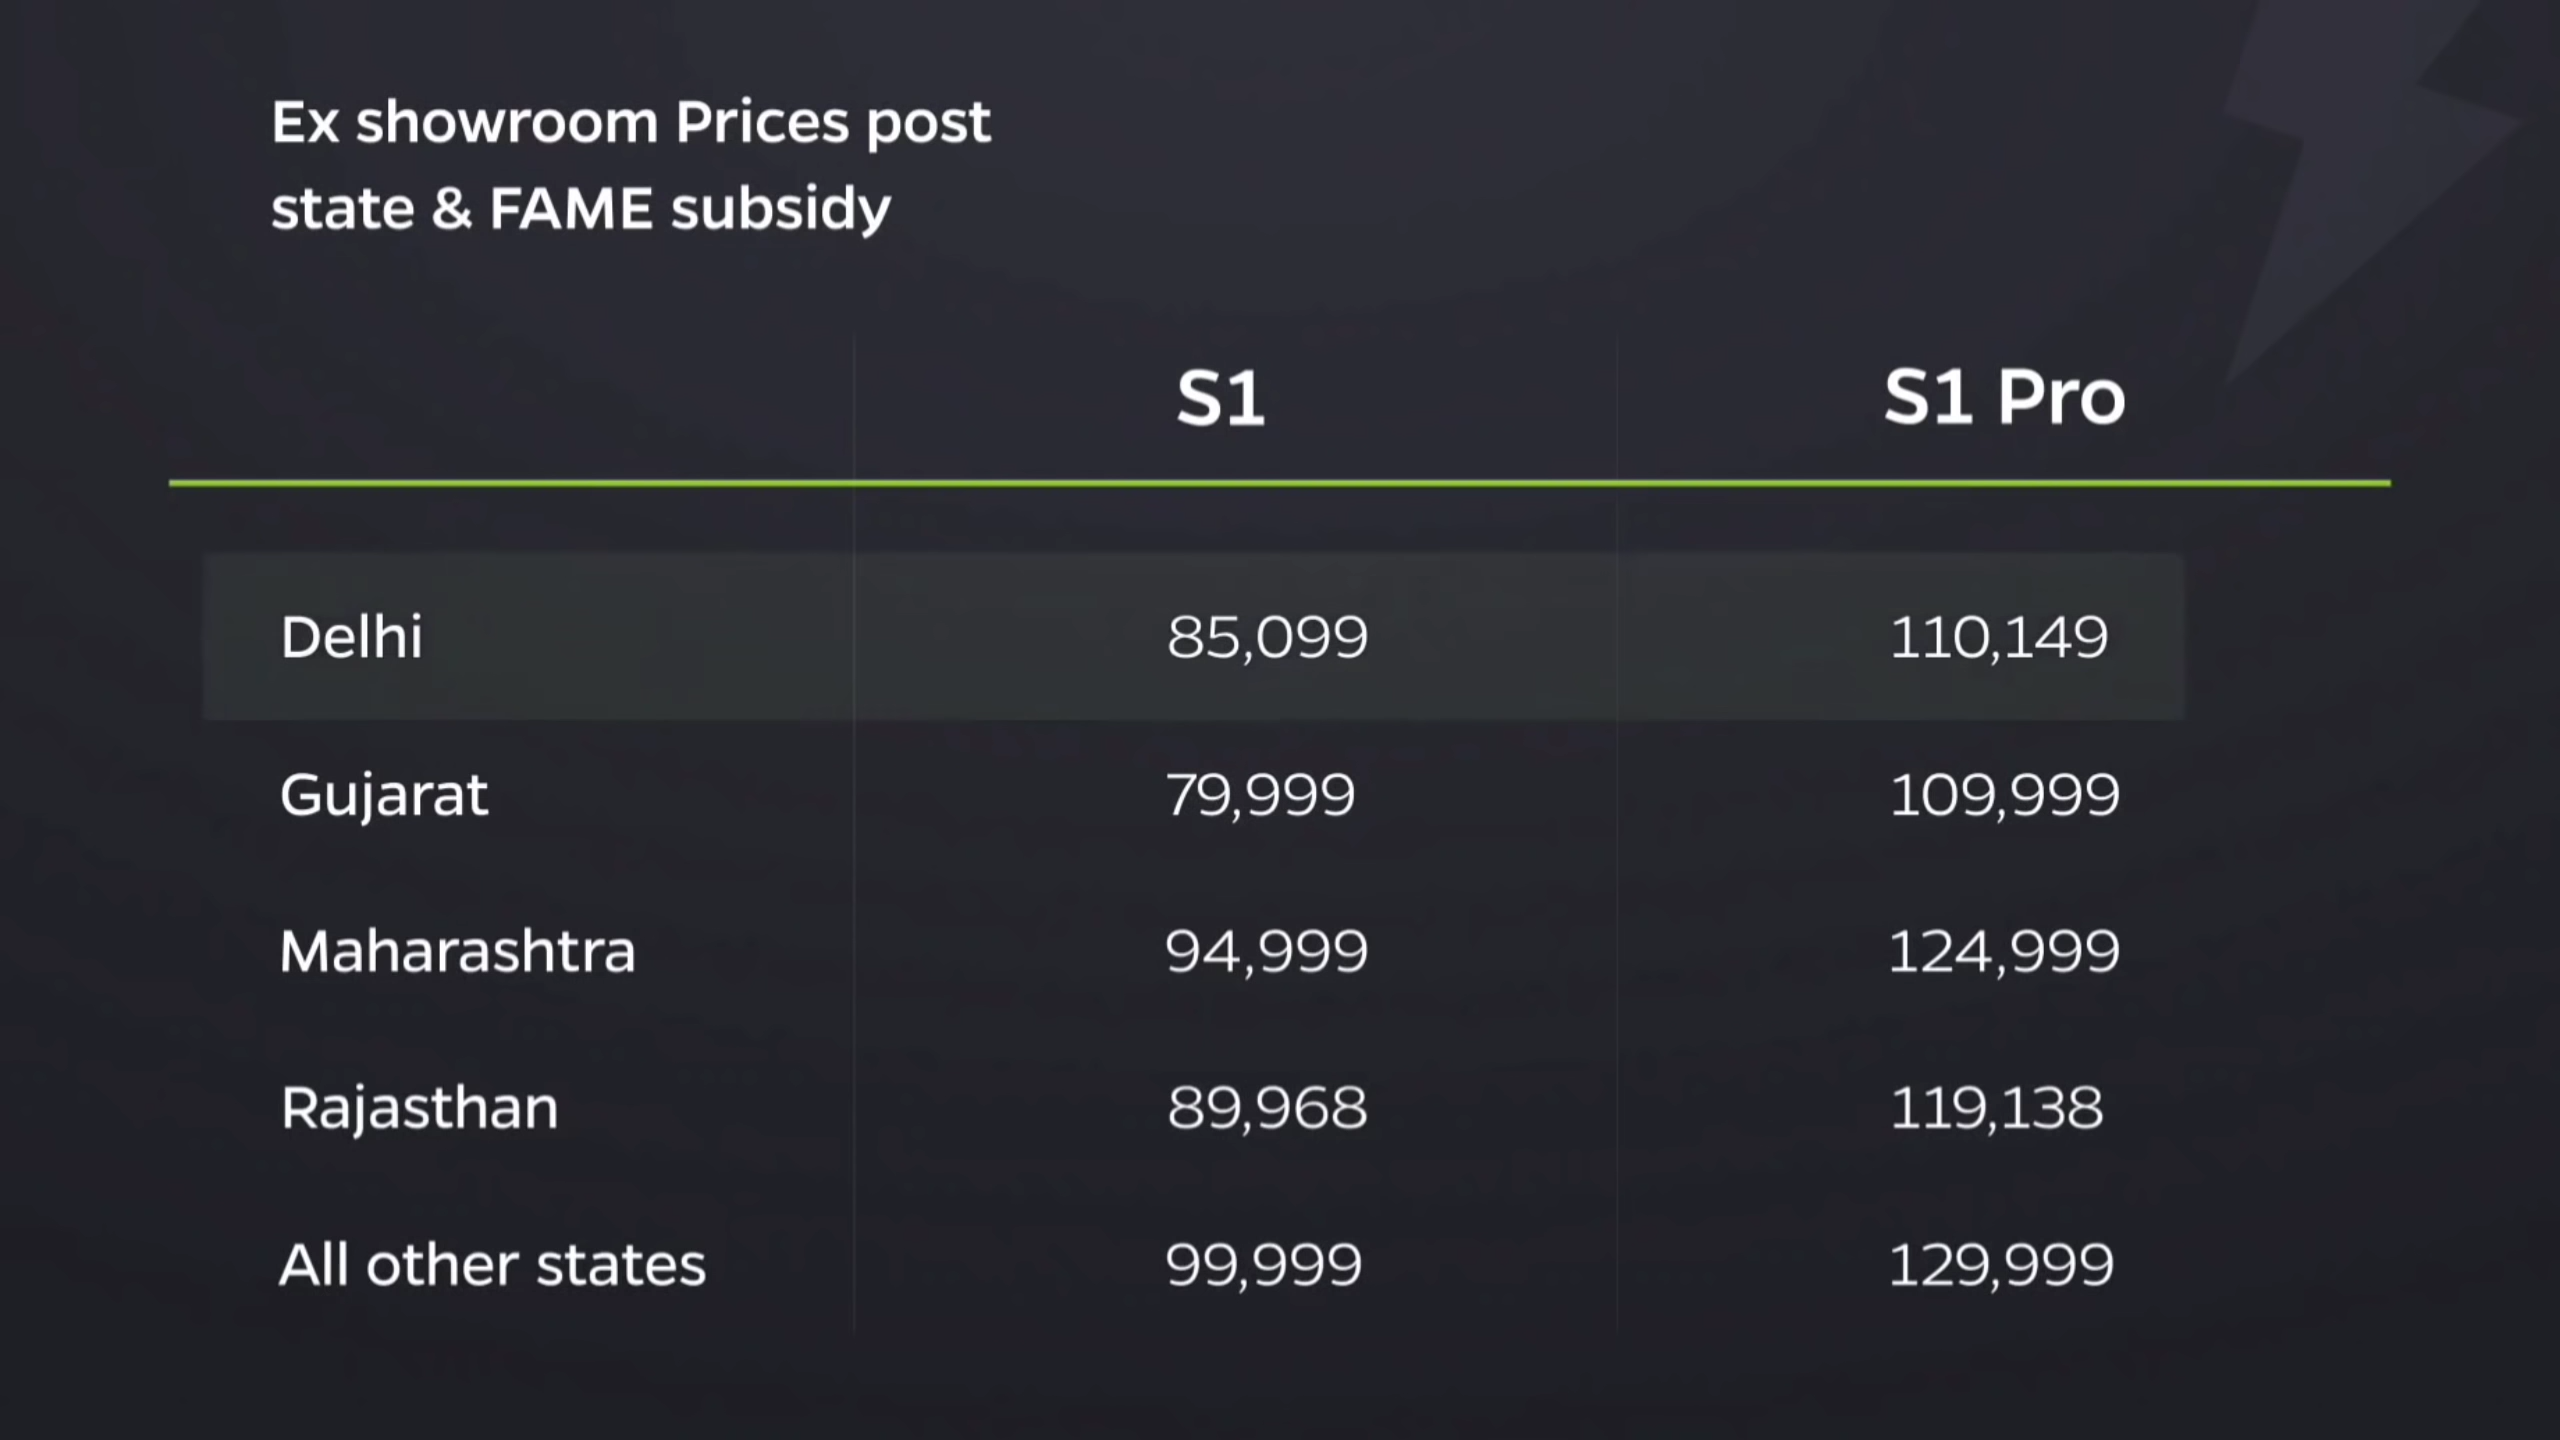 Ex showroom Prices post
state & FAME subsidy
S1 S1 Pro
Delhi 85,099 110,149
Gujarat 79,999 109,999
Maharashtra 94,999 124,999
Rajasthan 89,968 119,138
All other states 99,999 129,999